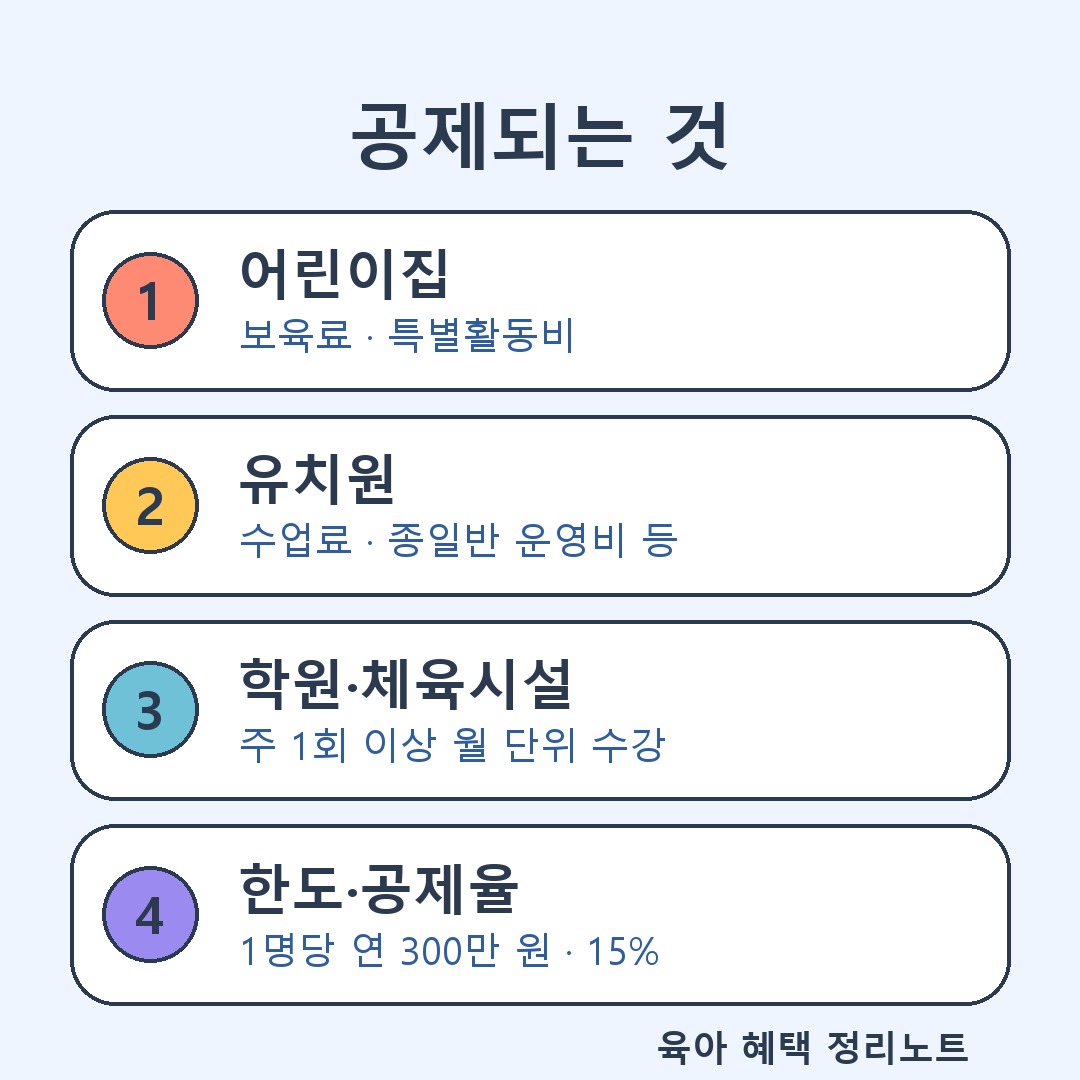 공제되는 것
1
어린이집
보육료 · 특별활동비
2
유치원
수업료 · 종일반 운영비 등
3
학원·체육시설
주 1회 이상 월 단위 수강
4
한도·공제율
1명당 연 300만 원 · 15%
육아 혜택 정리노트